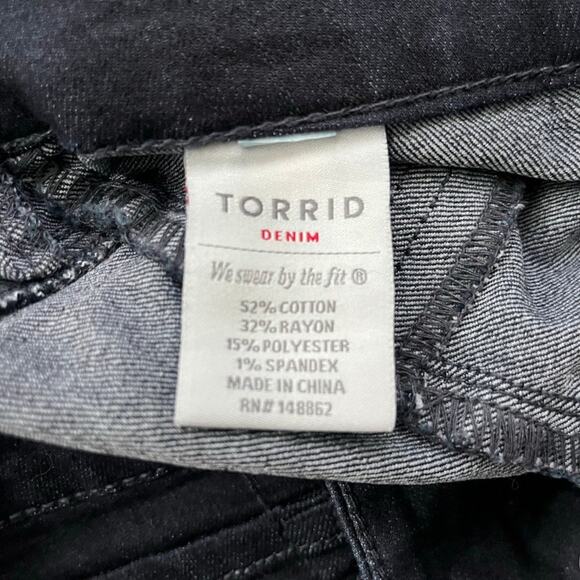 TORRID
DENIM
We swear by the fit ®
52% COTTON
32% RAYON
15% POLYESTER
1% SPANDEX
MADE IN CHINA
RN# 148862